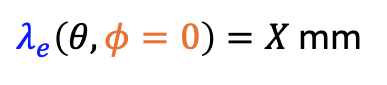 λₑ(θ, ϕ = 0) = X mm